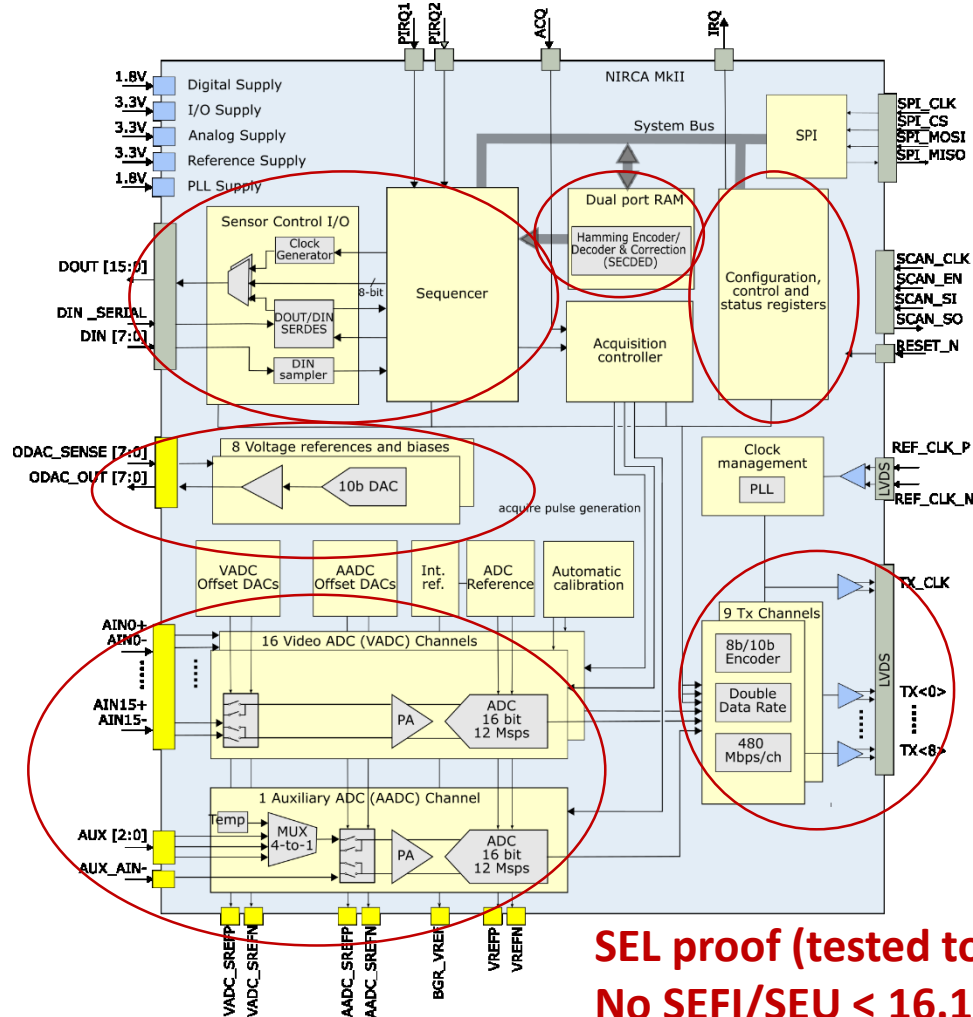 PIRQ1
PIRQ2
ACQ
IRQ
NIRCA MkII
1.8V
Digital Supply
3.3V
I/O Supply
3.3V
Analog Supply
3.3V
Reference Supply
1.8V
PLL Supply
System Bus
SPI
SPI_CLK
SPI_CS
SPI_MOSI
SPI_MISO
Sensor Control I/O
Clock
Generator
8-bit
DOUT/DIN
SERDES
DIN
sampler
Sequencer
Dual port RAM
Hamming Encoder/
Decoder & Correction
(SECDED)
Acquisition
controller
Configuration,
control and
status registers
DOUT [15:0]
DIN _SERIAL
DIN [7:0]
SCAN_CLK
SCAN_EN
SCAN_SI
SCAN_SO
RESET_N
ODAC_SENSE [7:0]
ODAC_OUT [7:0]
8 Voltage references and biases
10b DAC
acquire pulse generation
Clock
management
PLL
LVDS
REF_CLK_P
REF_CLK_N
VADC
Offset DACs
AADC
Offset DACs
Int.
ref.
ADC
Reference
Automatic
calibration
AIN0+
AIN0-
AIN15+
AIN15-
16 Video ADC (VADC) Channels
PA
ADC
16 bit
12 Msps
9 Tx Channels
8b/10b
Encoder
Double
Data Rate
480
Mbps/ch
LVDS
TX_CLK
TX<0>
TX<8>
1 Auxiliary ADC (AADC) Channel
Temp
MUX
4-to-1
PA
ADC
16 bit
12 Msps
AUX [2:0]
AUX_AIN-
VADC_SREFP
VADC_SREFN
AADC_SREFP
AADC_SREFN
BGR_VREF
VREFP
VREFN
SEL proof (tested to
No SEFI/SEU < 16.1